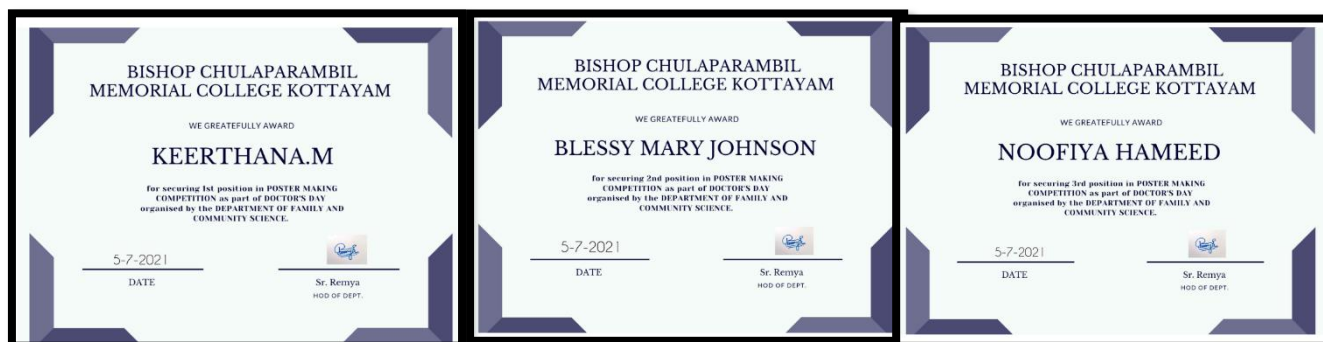 BISHOP CHULAPARAMBIL
MEMORIAL COLLEGE KOTTAYAM
WE GREATEFULLY AWARD
KEERTHANA.M
for securing 1st position in POSTER MAKING
COMPETITION as part of DOCTOR'S DAY
organised by the DEPARTMENT OF FAMILY AND
COMMUNITY SCIENCE.
5-7-2021
DATE
Sr. Remya
HOD OF DEPT.
BISHOP CHULAPARAMBIL
MEMORIAL COLLEGE KOTTAYAM
WE GREATEFULLY AWARD
BLESSY MARY JOHNSON
for securing 2nd position in POSTER MAKING
COMPETITION as part of DOCTOR'S DAY
organised by the DEPARTMENT OF FAMILY AND
COMMUNITY SCIENCE.
5-7-2021
DATE
Sr. Remya
HOD OF DEPT.
BISHOP CHULAPARAMBIL
MEMORIAL COLLEGE KOTTAYAM
WE GREATEFULLY AWARD
NOOFIYA HAMEED
for securing 3rd position in POSTER MAKING
COMPETITION as part of DOCTOR'S DAY
organised by the DEPARTMENT OF FAMILY AND
COMMUNITY SCIENCE.
5-7-2021
DATE
Sr. Remya
HOD OF DEPT.